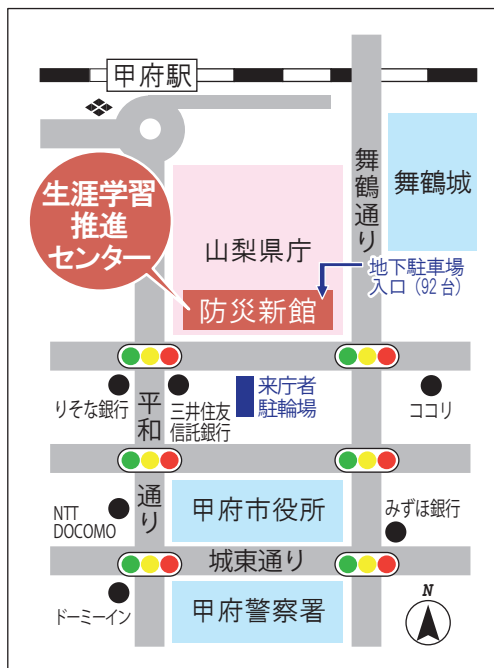 甲府駅
舞鶴通り
舞鶴城
生涯学習
推進
センター
山梨県庁
地下駐車場
入口（92台）
防災新館
りそな銀行
平和通り
三井住友
信託銀行
来庁者
駐輪場
ココリ
NTT
DOCOMO
甲府市役所
みずほ銀行
城東通り
ドーミーイン
甲府警察署
N